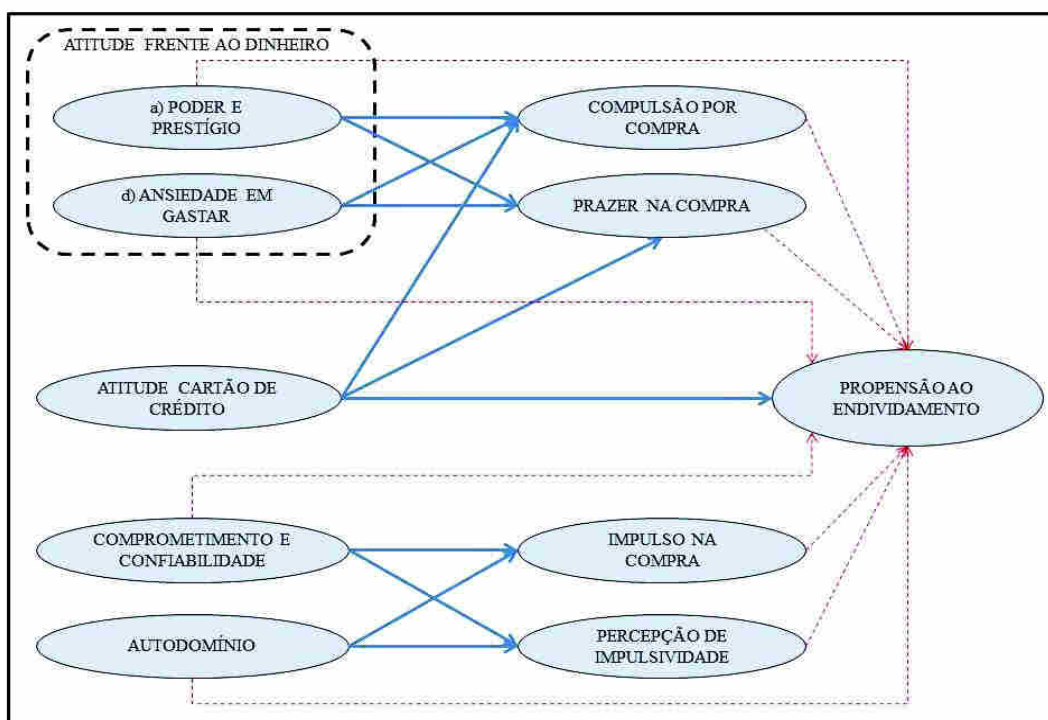 ATITUDE FRENTE AO DINHEIRO
a) PODER E
PRESTÍGIO
COMPULSÃO POR
COMPRA
d) ANSIEDADE EM
GASTAR
PRAZER NA COMPRA
ATITUDE CARTÃO DE
CRÉDITO
PROPENSÃO AO
ENDIVIDAMENTO
COMPROMETIMENTO E
CONFIABILIDADE
IMPULSO NA
COMPRA
AUTODOMÍNIO
PERCEPÇÃO DE
IMPULSIVIDADE